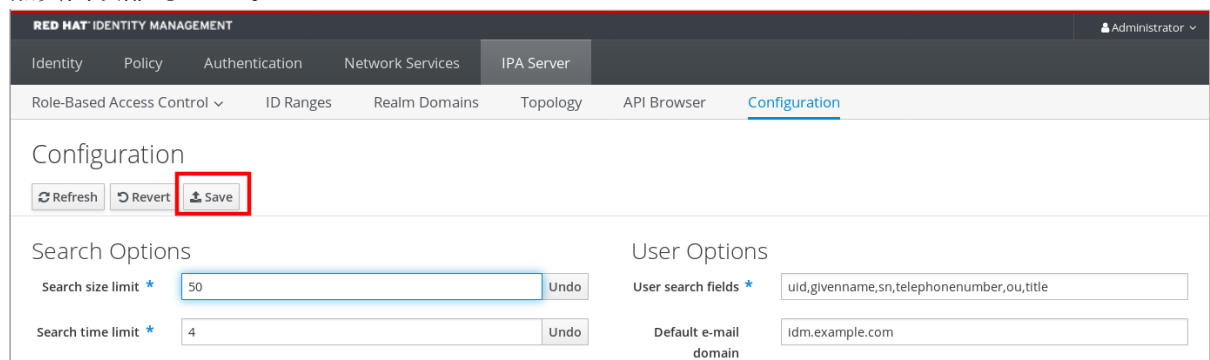 RED HAT® IDENTITY MANAGEMENT
Administrator
Identity Policy Authentication Network Services IPA Server
Role-Based Access Control ID Ranges Realm Domains Topology API Browser Configuration
Configuration
Refresh Revert Save
Search Options
Search size limit * 50 Undo
Search time limit * 4 Undo
User Options
User search fields * uid,givenname,sn,telephonenumber,ou,title
Default e-mail domain idm.example.com